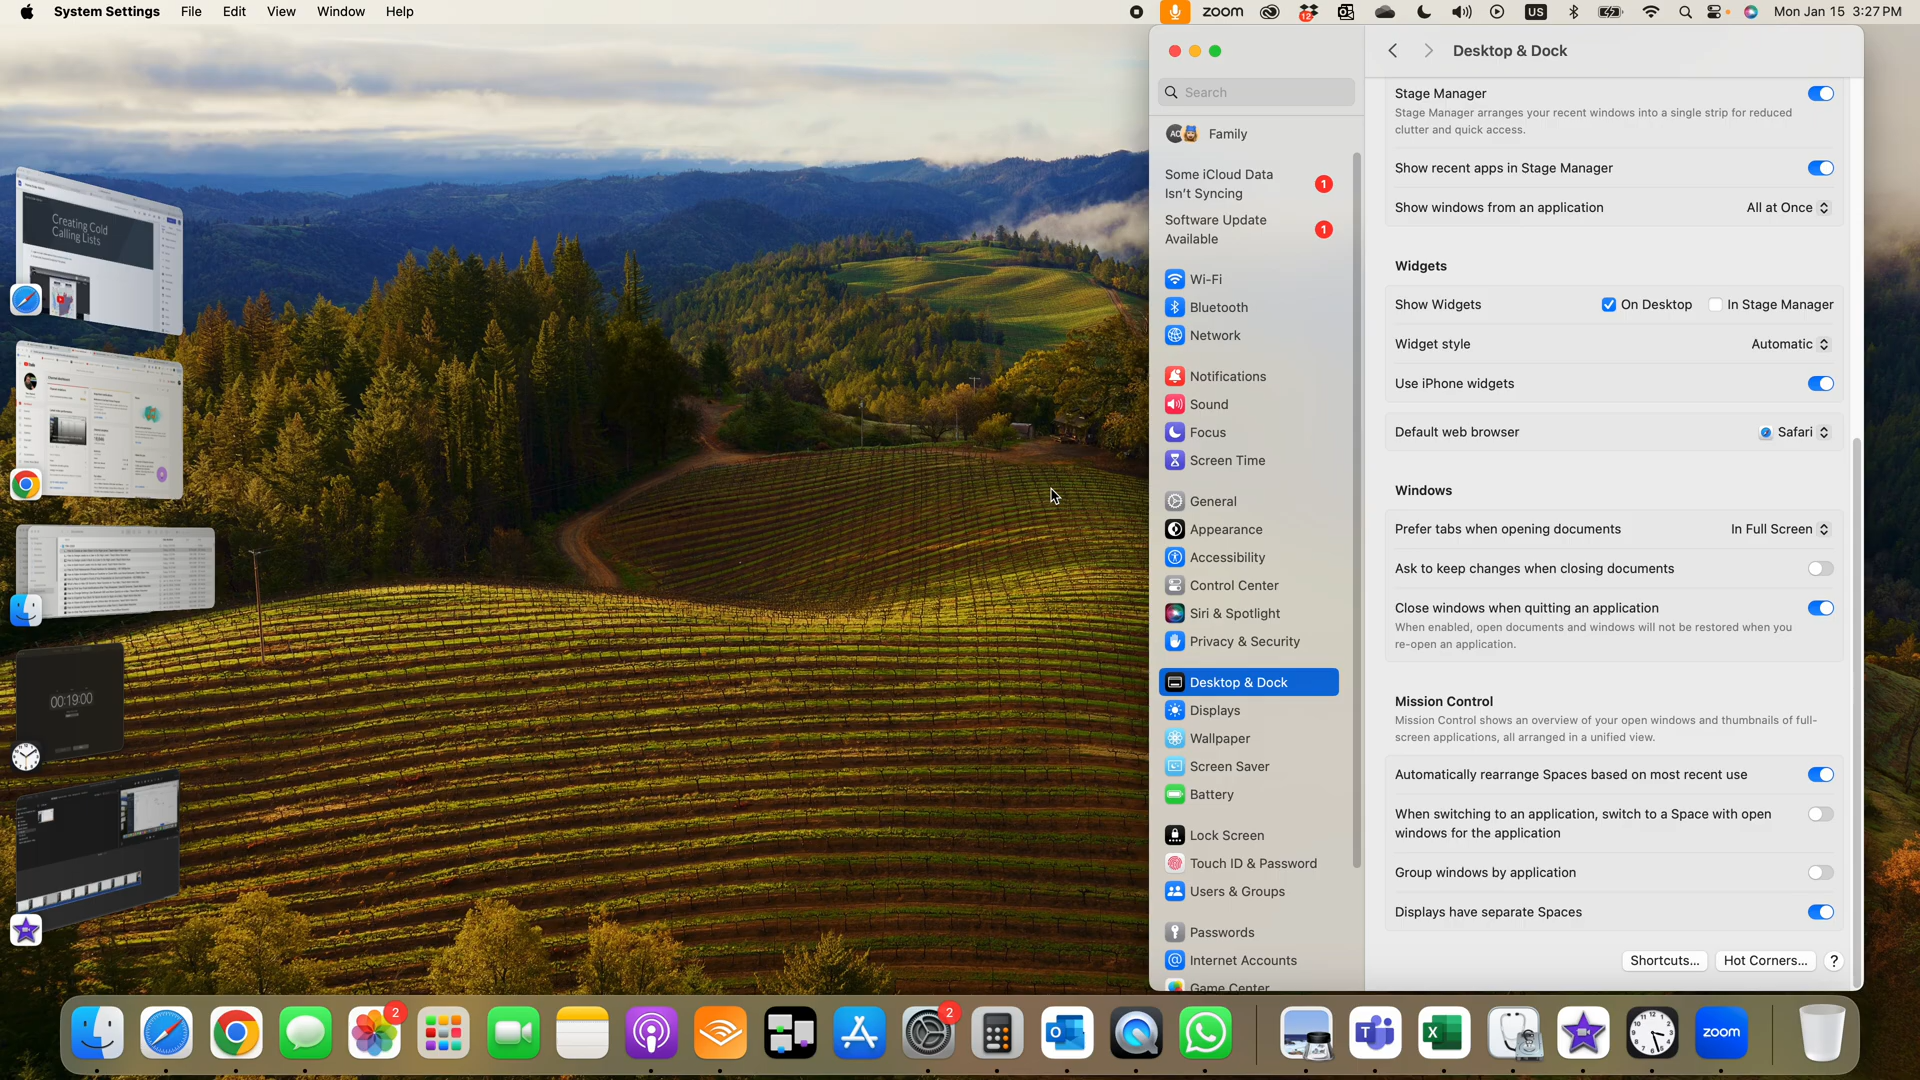 System Settings File Edit View Window Help
zoom 12 US Mon Jan 15 3:27 PM
Desktop & Dock
Search
AC Family
Some iCloud Data
Isn't Syncing
1
Software Update
Available
1
Wi-Fi
Bluetooth
Network
Notifications
Sound
Focus
Screen Time
General
Appearance
Accessibility
Control Center
Siri & Spotlight
Privacy & Security
Desktop & Dock
Displays
Wallpaper
Screen Saver
Battery
Lock Screen
Touch ID & Password
Users & Groups
Passwords
Internet Accounts
Game Center
Stage Manager
Stage Manager arranges your recent windows into a single strip for reduced
clutter and quick access.
Show recent apps in Stage Manager
Show windows from an application All at Once
Widgets
Show Widgets On Desktop In Stage Manager
Widget style Automatic
Use iPhone widgets
Default web browser Safari
Windows
Prefer tabs when opening documents In Full Screen
Ask to keep changes when closing documents
Close windows when quitting an application
When enabled, open documents and windows will not be restored when you
re-open an application.
Mission Control
Mission Control shows an overview of your open windows and thumbnails of full-
screen applications, all arranged in a unified view.
Automatically rearrange Spaces based on most recent use
When switching to an application, switch to a Space with open
windows for the application
Group windows by application
Displays have separate Spaces
Shortcuts... Hot Corners... ?
Creating Cold
Calling Lists
00:19:00
2
2
zoom